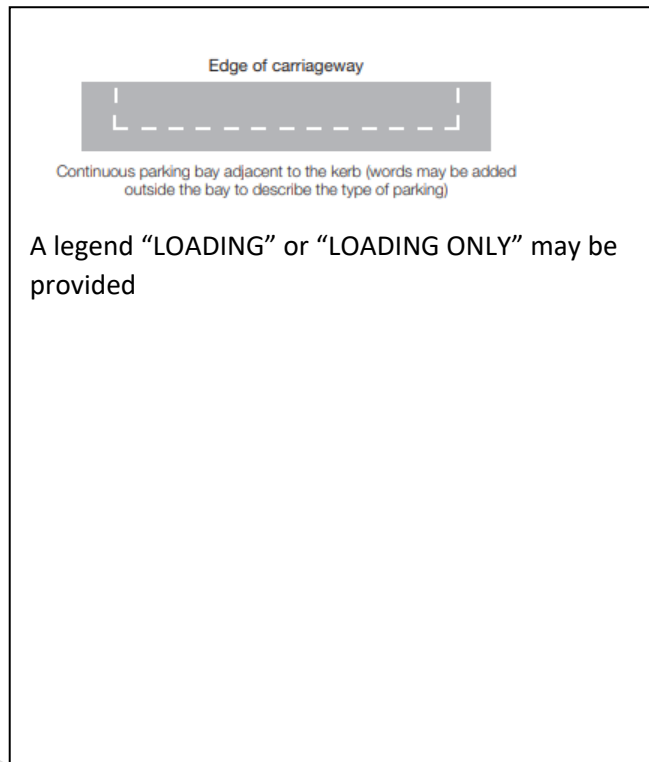 Edge of carriageway
Continuous parking bay adjacent to the kerb (words may be added
outside the bay to describe the type of parking)
A legend “LOADING” or “LOADING ONLY” may be
provided